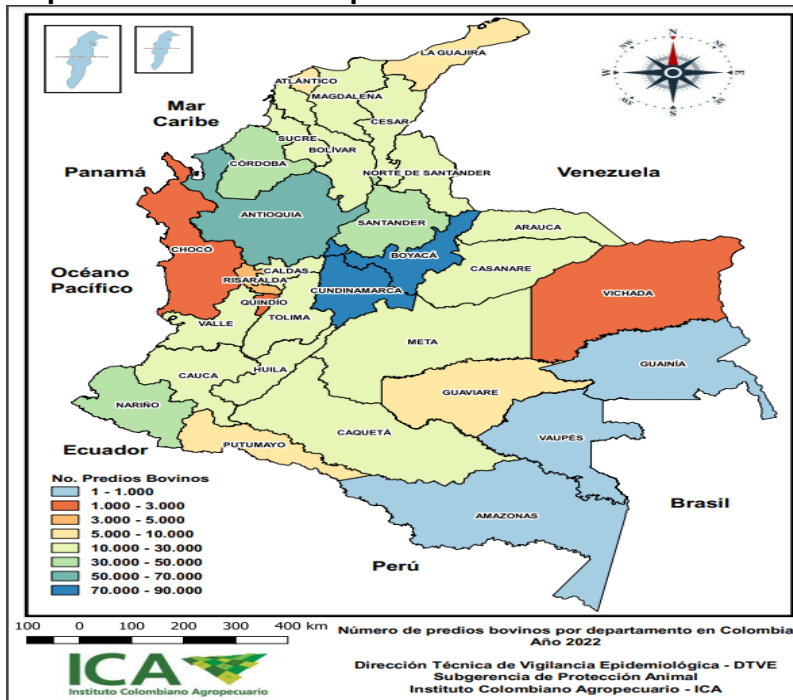 LA GUAJIRA
ATLÁNTICO
MAGDALENA
Mar
Caribe
CESAR
SUCRE
BOLÍVAR
CÓRDOBA
NORTE DE SANTANDER
Panamá
Venezuela
ANTIOQUIA
SANTANDER
ARAUCA
CHOCÓ
BOYACÁ
CASANARE
Océano
Pacífico
CALDAS
RISARALDA
CUNDINAMARCA
VICHADA
QUINDÍO
VALLE
TOLIMA
META
GUAINÍA
CAUCA
HUILA
GUAVIARE
NARIÑO
VAUPÉS
CAQUETÁ
PUTUMAYO
Ecuador
Brasil
AMAZONAS
Perú
N
NE
E
SE
S
W
No. Predios Bovinos
1 - 1.000
1.000 - 3.000
3.000 - 5.000
5.000 - 10.000
10.000 - 30.000
30.000 - 50.000
50.000 - 70.000
70.000 - 90.000
100 0 100 200 300 400 km
Número de predios bovinos por departamento en Colombia
Año 2022
Dirección Técnica de Vigilancia Epidemiológica - DTVE
Subgerencia de Protección Animal
Instituto Colombiano Agropecuario - ICA
ICA
Instituto Colombiano Agropecuario